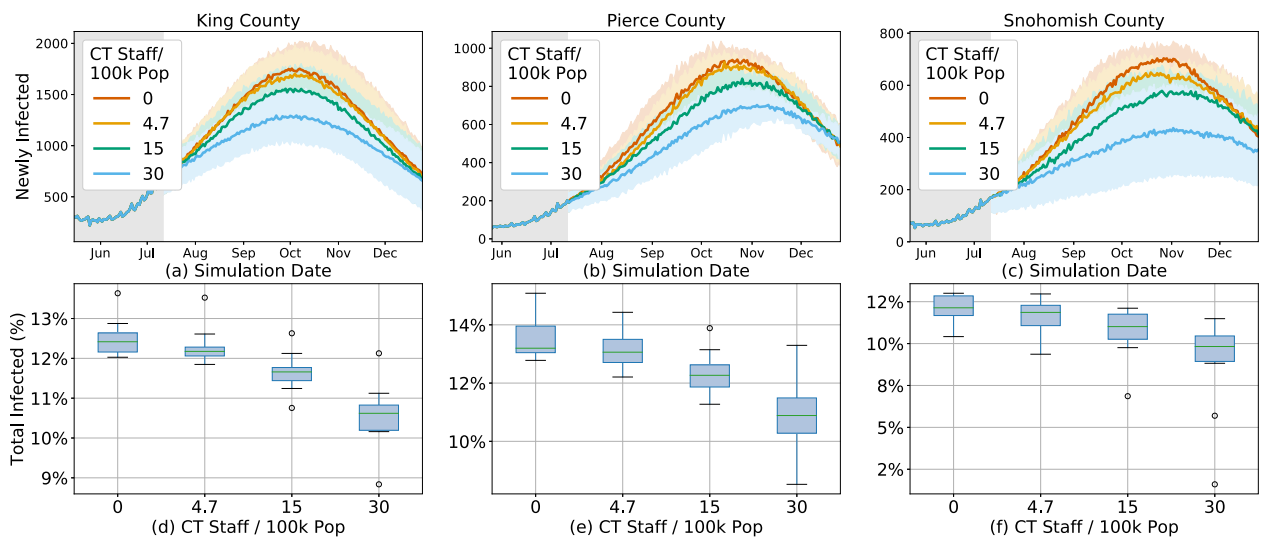 King County
Newly Infected
2000
1500
1000
500
CT Staff/
100k Pop
0
4.7
15
30
Jun Jul Aug Sep Oct Nov Dec
(a) Simulation Date
Pierce County
1000
800
600
400
200
0
CT Staff/
100k Pop
0
4.7
15
30
Jun Jul Aug Sep Oct Nov Dec
(b) Simulation Date
Snohomish County
800
600
400
200
0
CT Staff/
100k Pop
0
4.7
15
30
Jun Jul Aug Sep Oct Nov Dec
(c) Simulation Date
Total Infected (%)
13%
12%
11%
10%
9%
0 4.7 15 30
(d) CT Staff / 100k Pop
14%
12%
10%
0 4.7 15 30
(e) CT Staff / 100k Pop
12%
10%
8%
5%
2%
0 4.7 15 30
(f) CT Staff / 100k Pop